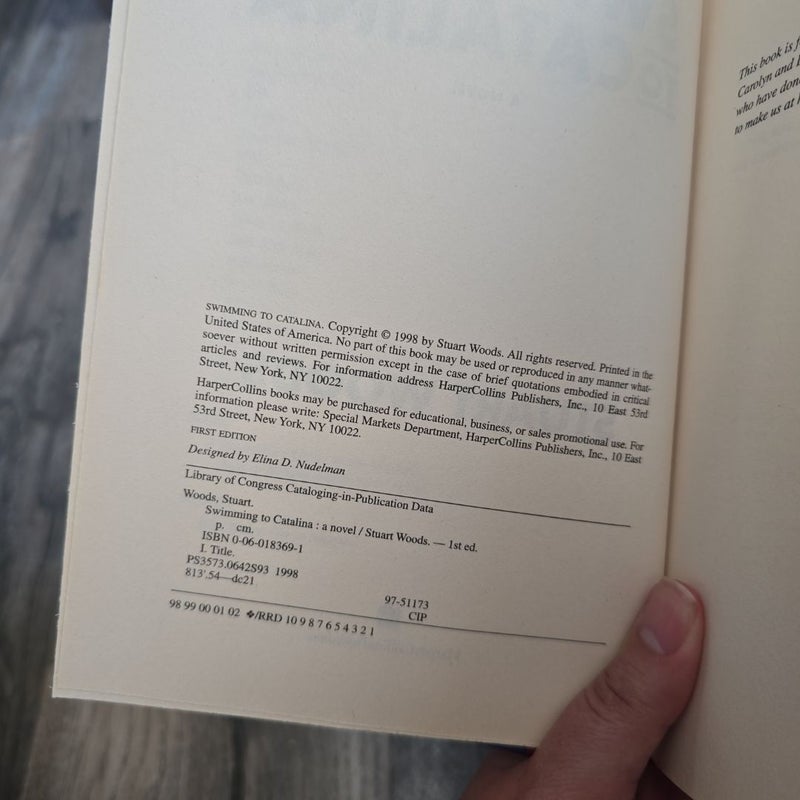 SWIMMING TO CATALINA. Copyright © 1998 by Stuart Woods. All rights reserved. Printed in the
United States of America. No part of this book may be used or reproduced in any manner what-
soever without written permission except in the case of brief quotations embodied in critical
articles and reviews. For information address HarperCollins Publishers, Inc., 10 East 53rd
Street, New York, NY 10022.
HarperCollins books may be purchased for educational, business, or sales promotional use. For
information please write: Special Markets Department, HarperCollins Publishers, Inc., 10 East
53rd Street, New York, NY 10022.
FIRST EDITION
Designed by Elina D. Nudelman
Library of Congress Cataloging-in-Publication Data
Woods, Stuart.
Swimming to Catalina : a novel / Stuart Woods. — 1st ed.
p. cm.
ISBN 0-06-018369-1
I. Title.
PS3573.O642S93 1998
813'.54—dc21
97-51173
CIP
98 99 00 01 02 ❖/RRD 10 9 8 7 6 5 4 3 2 1
This book is
Carolyn and
who have
to make us at